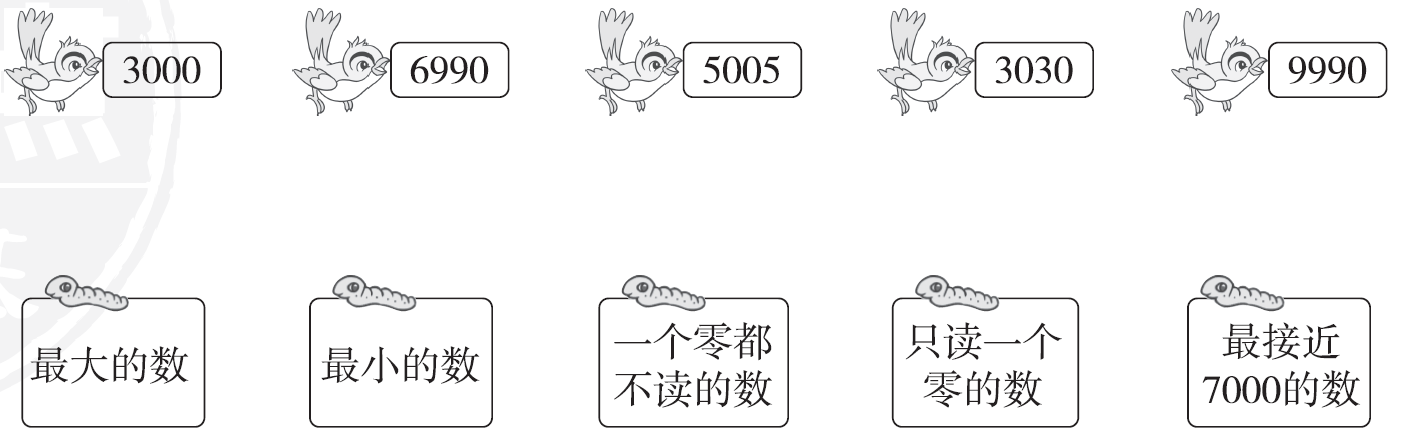 3000
6990
5005
3030
9990
最大的数
最小的数
一个零都
不读的数
只读一个
零的数
最接近
7000的数